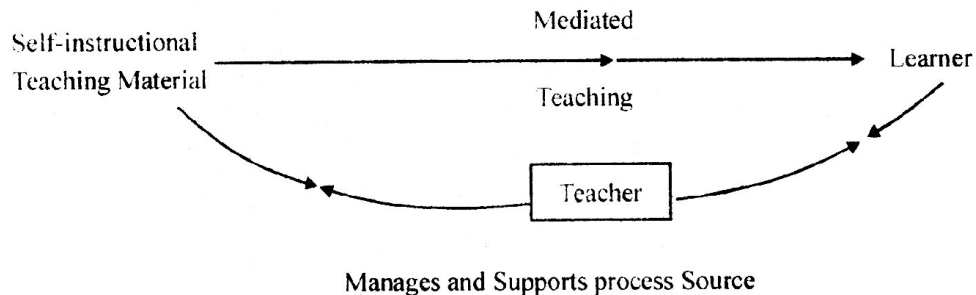 Mediated
Self-instructional
Teaching Material
Learner
Teaching
Teacher
Manages and Supports process Source